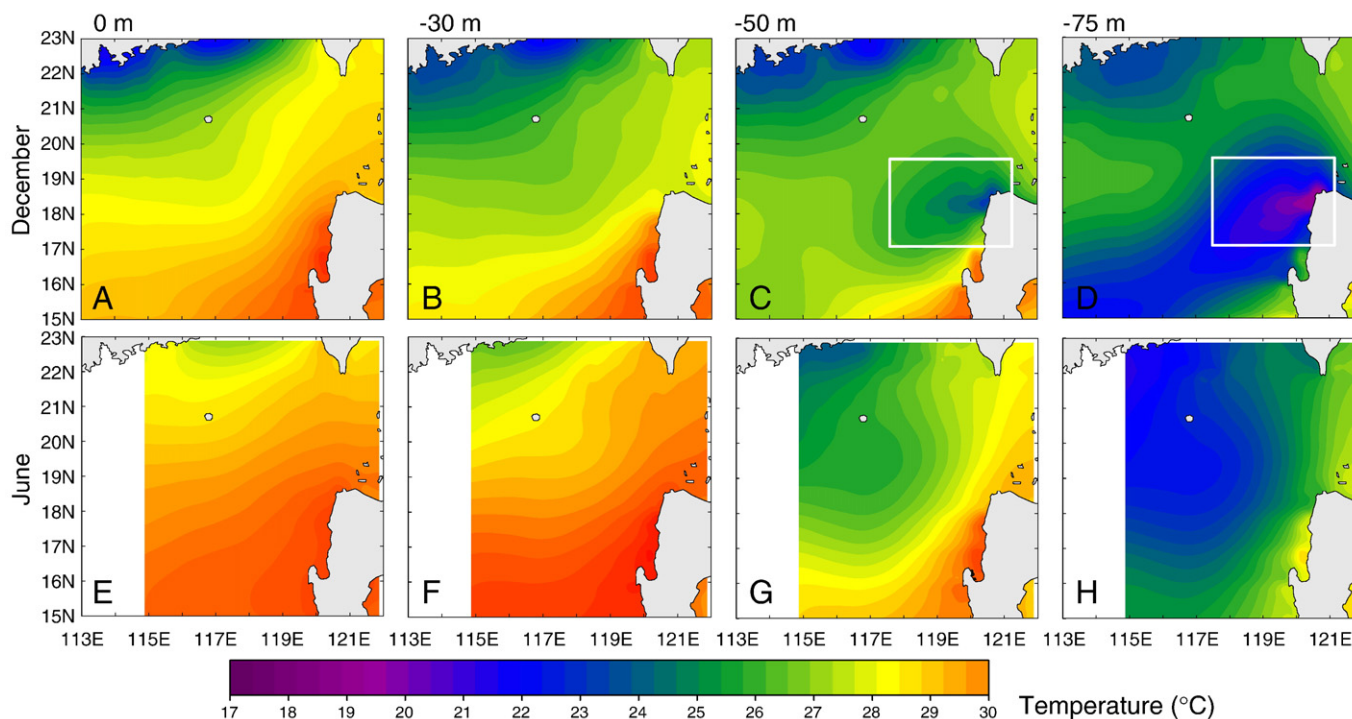 0 m -30 m -50 m -75 m
23N
22N
21N
20N
19N
18N
17N
16N
15N
December
A B C D
23N
22N
21N
20N
19N
18N
17N
16N
15N
June
E F G H
113E 115E 117E 119E 121E 113E 115E 117E 119E 121E 113E 115E 117E 119E 121E 113E 115E 117E 119E 121E
17 18 19 20 21 22 23 24 25 26 27 28 29 30
Temperature (°C)